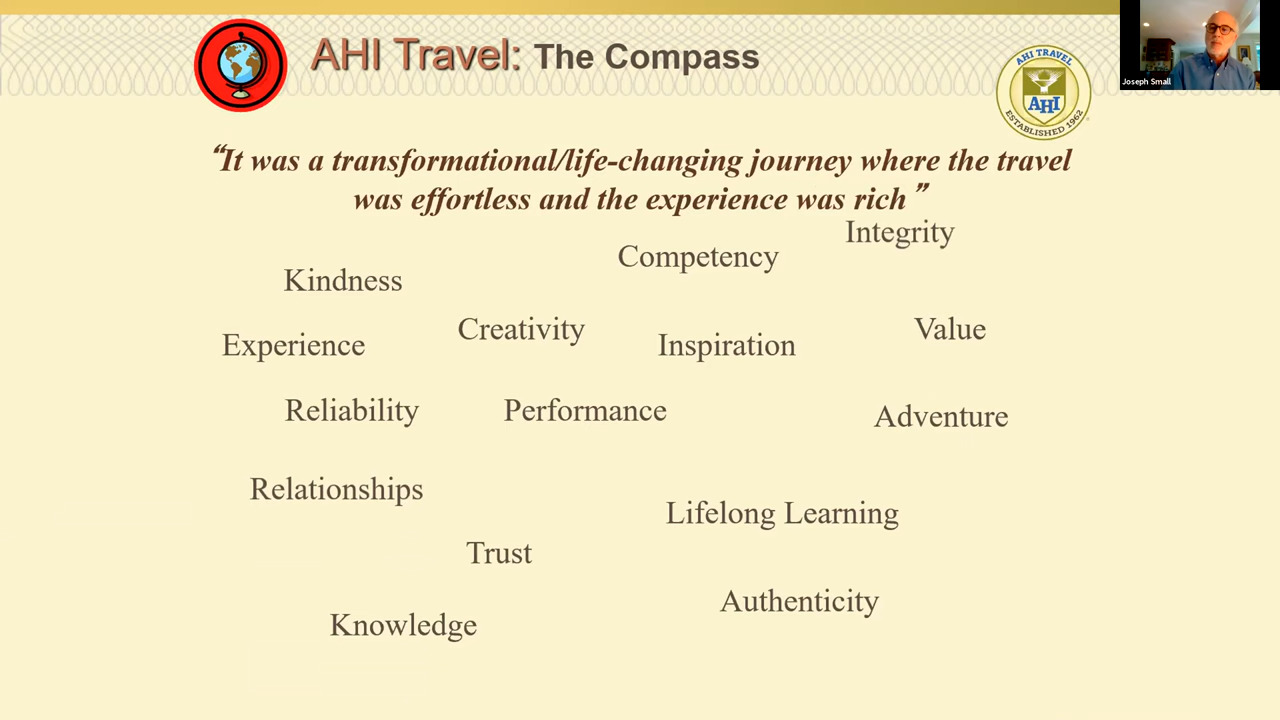 AHI Travel: The Compass
AHI TRAVEL
AHI
ESTABLISHED 1962
Joseph Small
“It was a transformational/life-changing journey where the travel
was effortless and the experience was rich”
Integrity
Competency
Kindness
Creativity
Value
Experience
Inspiration
Reliability
Performance
Adventure
Relationships
Lifelong Learning
Trust
Authenticity
Knowledge